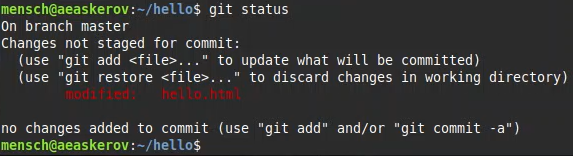 mensch@aeaskerov:~/hello$ git status
On branch master
Changes not staged for commit:
  (use "git add <file>..." to update what will be committed)
  (use "git restore <file>..." to discard changes in working directory)
        modified:   hello.html
no changes added to commit (use "git add" and/or "git commit -a")
mensch@aeaskerov:~/hello$